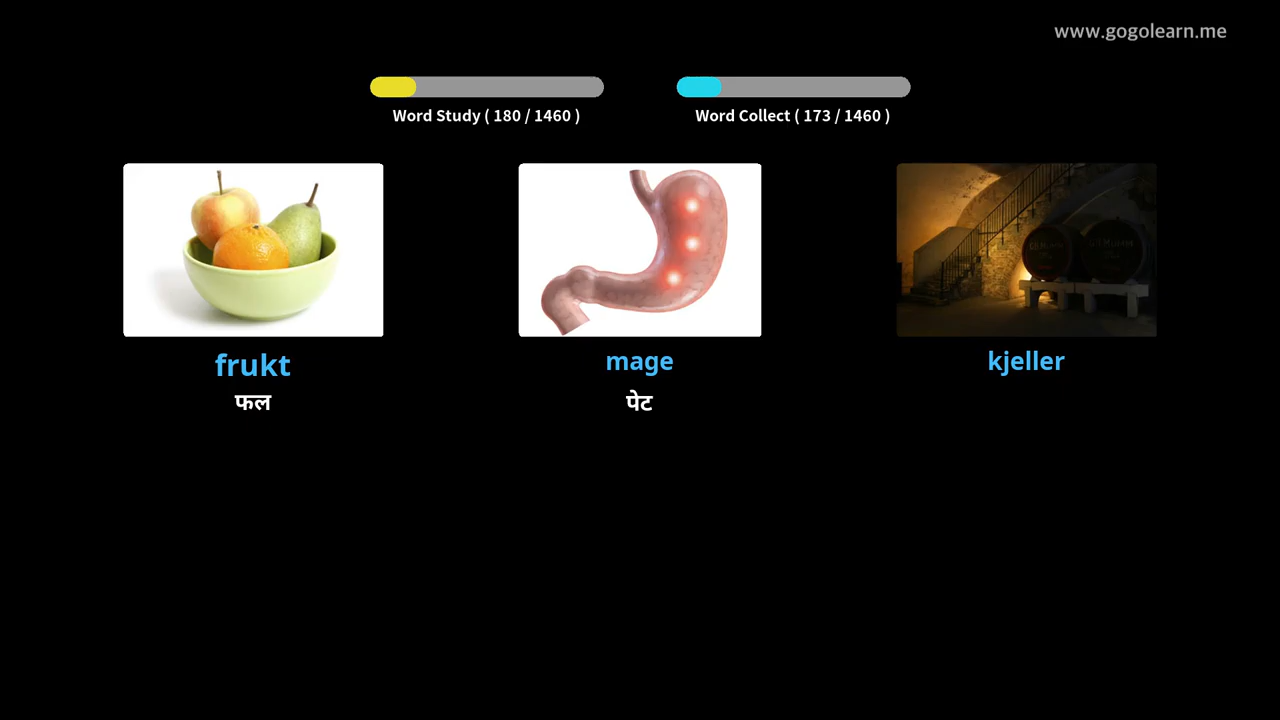 www.gogolearn.me
Word Study ( 180 / 1460 )
Word Collect ( 173 / 1460 )
frukt
mage
kjeller
फल
पेट